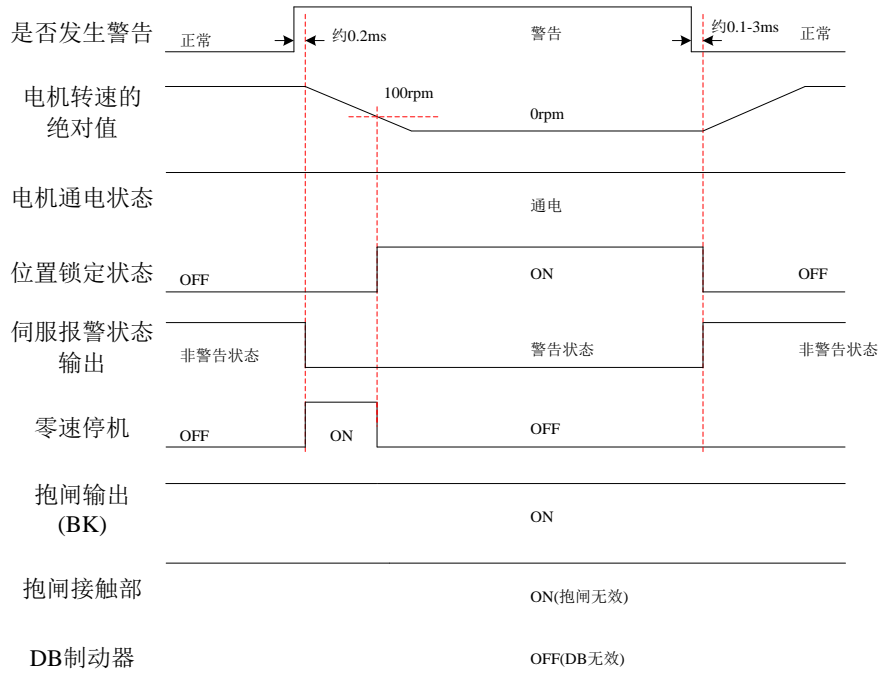 是否发生警告
正常
约0.2ms
警告
约0.1-3ms
正常
电机转速的
绝对值
100rpm
0rpm
电机通电状态
通电
位置锁定状态
OFF
ON
OFF
伺服报警状态
输出
非警告状态
警告状态
非警告状态
零速停机
OFF
ON
OFF
抱闸输出
(BK)
ON
抱闸接触部
ON(抱闸无效)
DB制动器
OFF(DB无效)